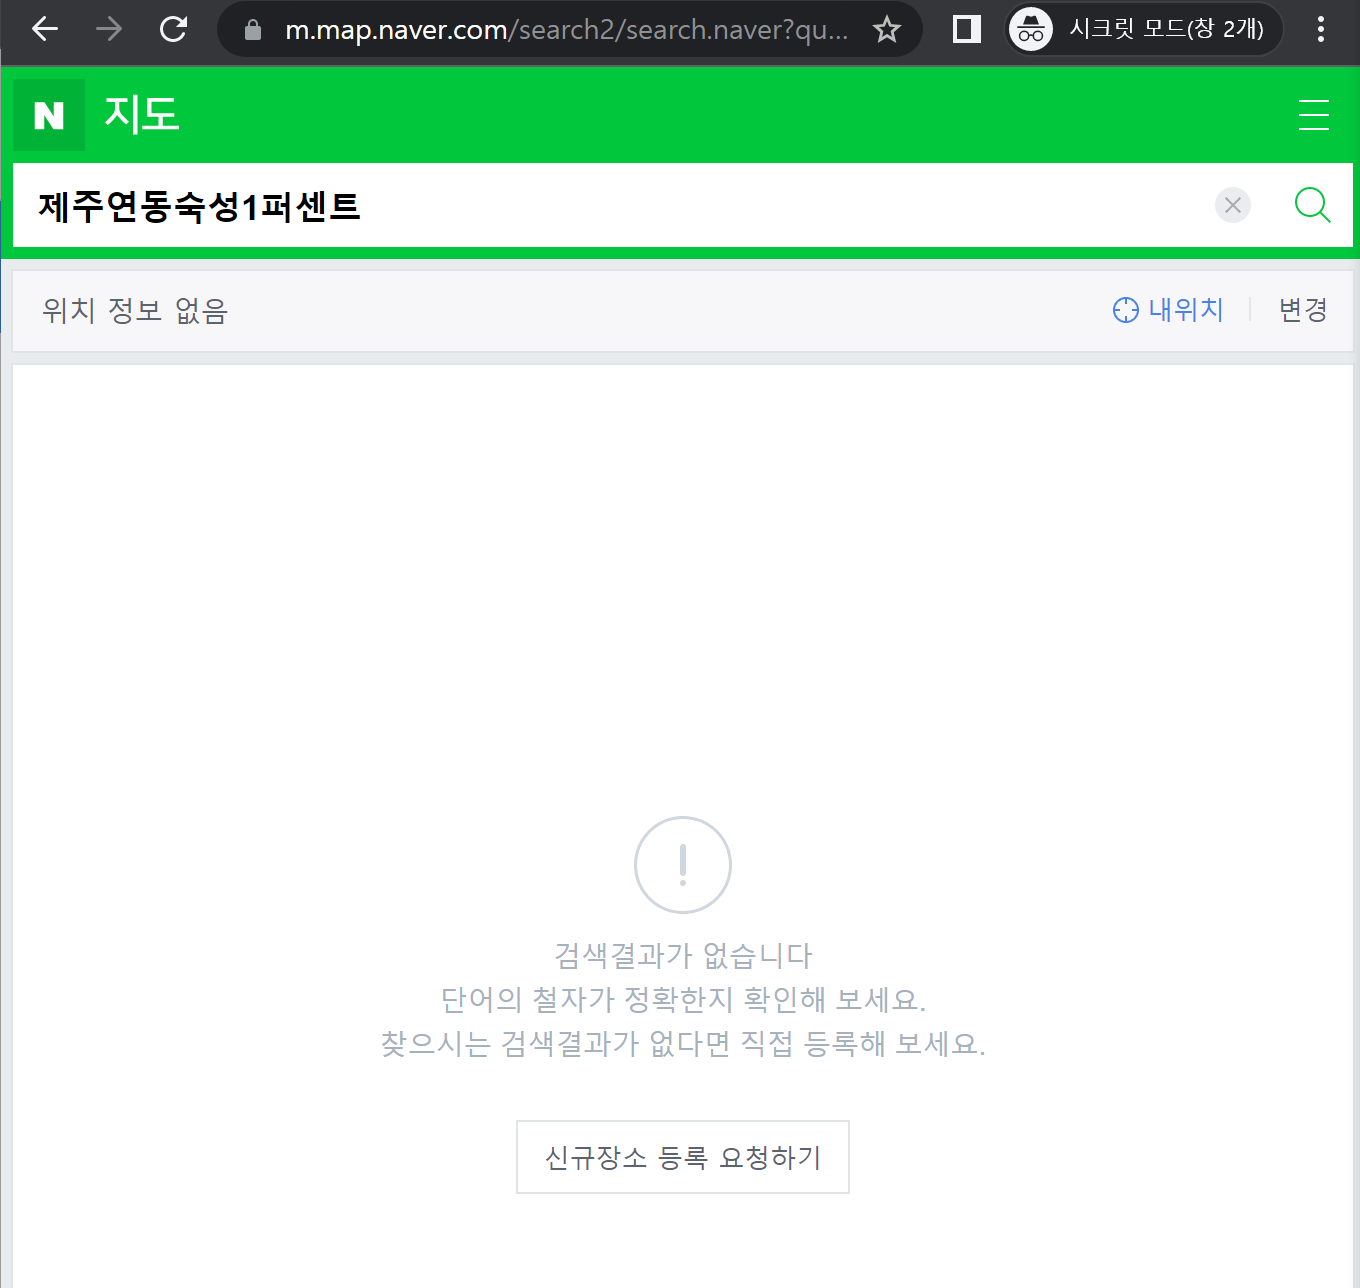 m.map.naver.com/search2/search.naver?qu...
시크릿 모드(창 2개)
N 지도
제주연동숙성1퍼센트
위치 정보 없음
내위치
변경
검색결과가 없습니다
단어의 철자가 정확한지 확인해 보세요.
찾으시는 검색결과가 없다면 직접 등록해 보세요.
신규장소 등록 요청하기